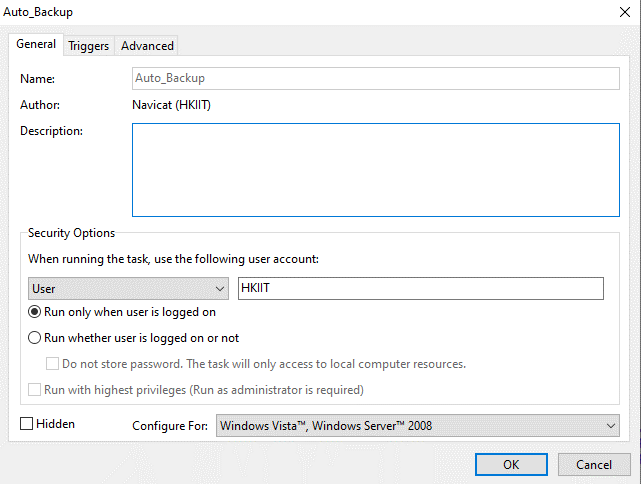 Auto_Backup
General Triggers Advanced
Name: Auto_Backup
Author: Navicat (HKIIT)
Description:
Security Options
When running the task, use the following user account:
User HKIIT
Run only when user is logged on
Run whether user is logged on or not
Do not store password. The task will only access to local computer resources.
Run with highest privileges (Run as administrator is required)
Hidden Configure For: Windows Vista™, Windows Server™ 2008
OK Cancel